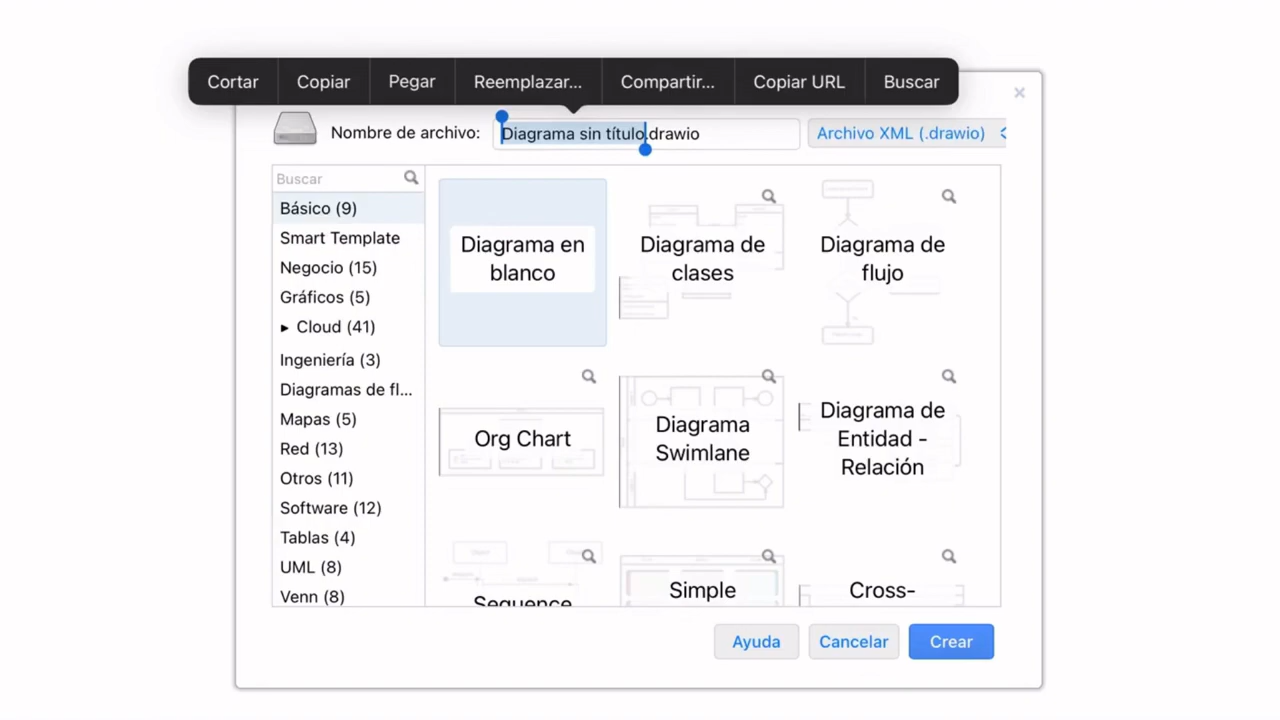 Cortar Copiar Pegar Reemplazar... Compartir... Copiar URL Buscar
Nombre de archivo: Diagrama sin título.drawio Archivo XML (.drawio)
Buscar
Básico (9)
Smart Template
Negocio (15)
Gráficos (5)
Cloud (41)
Ingeniería (3)
Diagramas de fl...
Mapas (5)
Red (13)
Otros (11)
Software (12)
Tablas (4)
UML (8)
Venn (8)
Diagrama en
blanco
Diagrama de
clases
Diagrama de
flujo
Org Chart
Diagrama
Swimlane
Diagrama de
Entidad -
Relación
Sequence
Simple
Cross-
Ayuda Cancelar Crear